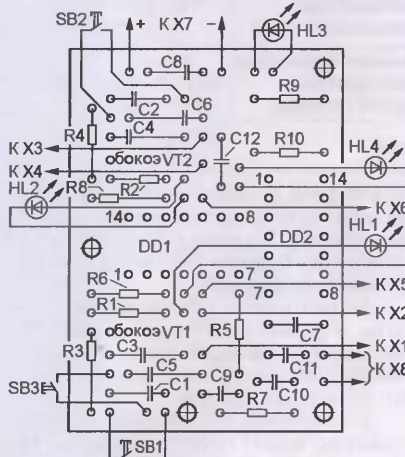 SB2 + К X7 − HL3
C8
R9
C2 C6
R4 C4 C12 R10
К X3 обокоэ VT2 HL4
К X4
HL2 R8 R2 1 14
14 8 К X6
HL1
DD1 DD2
R6 1 7 7 8 К X5
R1 К X2
обокоэ VT1 R5 C7
R3 C3 К X1
C5 C9 C11 К X8
SB3 C1 C10
R7
SB1